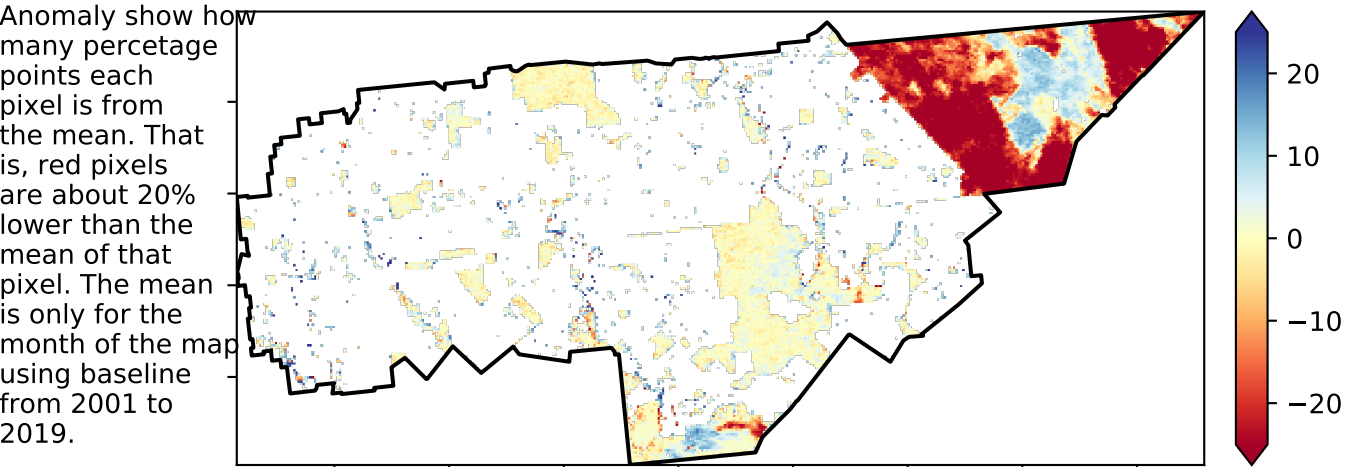 Anomaly show how
many percetage
points each
pixel is from
the mean. That
is, red pixels
are about 20%
lower than the
mean of that
pixel. The mean
is only for the
month of the map
using baseline
from 2001 to
2019.
20
10
0
−10
−20